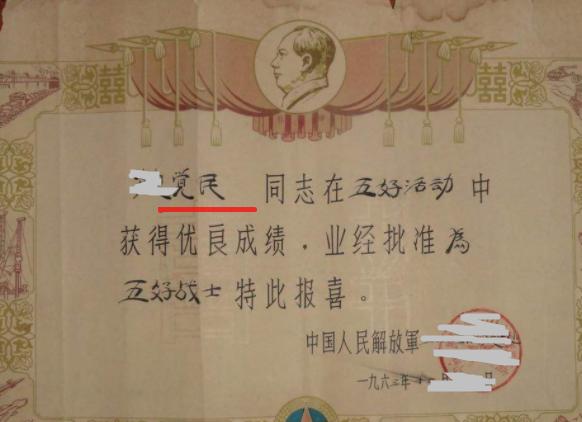 囍 囍
觉民 同志在五好活动中
获得优良成绩,业经批准为
五好战士特此报喜。
中国人民解放軍
一九六三年